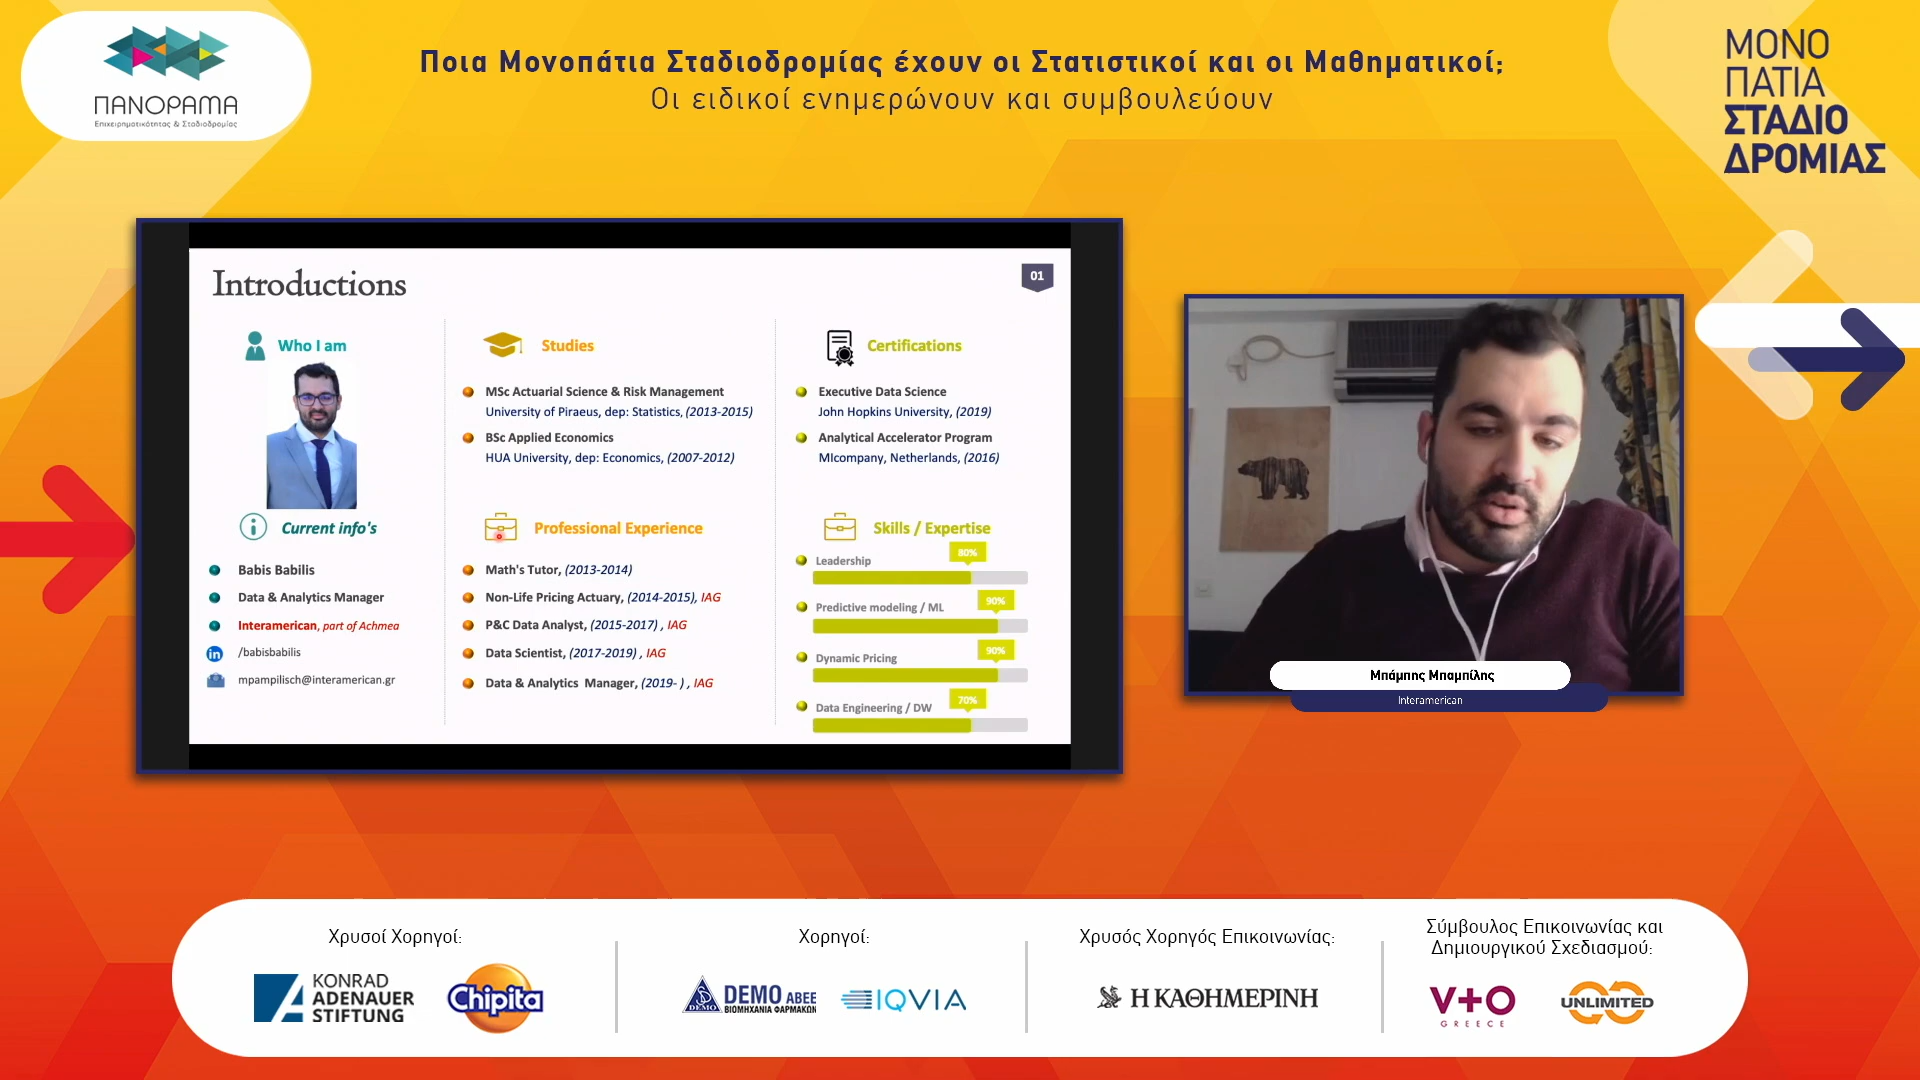 ΠΑΝΟΡΑΜΑ
Επιχειρηματικότητας & Σταδιοδρομίας
Ποια Μονοπάτια Σταδιοδρομίας έχουν οι Στατιστικοί και οι Μαθηματικοί;
Οι ειδικοί ενημερώνουν και συμβουλεύουν
ΜΟΝΟ
ΠΑΤΙΑ
ΣΤΑΔΙΟ
ΔΡΟΜΙΑΣ
Introductions
01
Who I am
Current info's
Babis Babilis
Data & Analytics Manager
Interamerican, part of Achmea
in /babisbabilis
mpampilisch@interamerican.gr
Studies
MSc Actuarial Science & Risk Management
University of Piraeus, dep: Statistics, (2013-2015)
BSc Applied Economics
HUA University, dep: Economics, (2007-2012)
Professional Experience
Math's Tutor, (2013-2014)
Non-Life Pricing Actuary, (2014-2015), IAG
P&C Data Analyst, (2015-2017) , IAG
Data Scientist, (2017-2019) , IAG
Data & Analytics Manager, (2019- ) , IAG
Certifications
Executive Data Science
John Hopkins University, (2019)
Analytical Accelerator Program
MIcompany, Netherlands, (2016)
Skills / Expertise
Leadership 80%
Predictive modeling / ML 90%
Dynamic Pricing 90%
Data Engineering / DW 70%
Μπάμπης Μπαμπίλης
Interamerican
Χρυσοί Χορηγοί:
KONRAD
ADENAUER
STIFTUNG
Chipita
Χορηγοί:
DEMO
DEMO ΑΒΕΕ
ΒΙΟΜΗΧΑΝΙΑ ΦΑΡΜΑΚΩΝ
IQVIA
Χρυσός Χορηγός Επικοινωνίας:
Η ΚΑΘΗΜΕΡΙΝΗ
Σύμβουλος Επικοινωνίας και
Δημιουργικού Σχεδιασμού:
V+O
GREECE
UNLIMITED